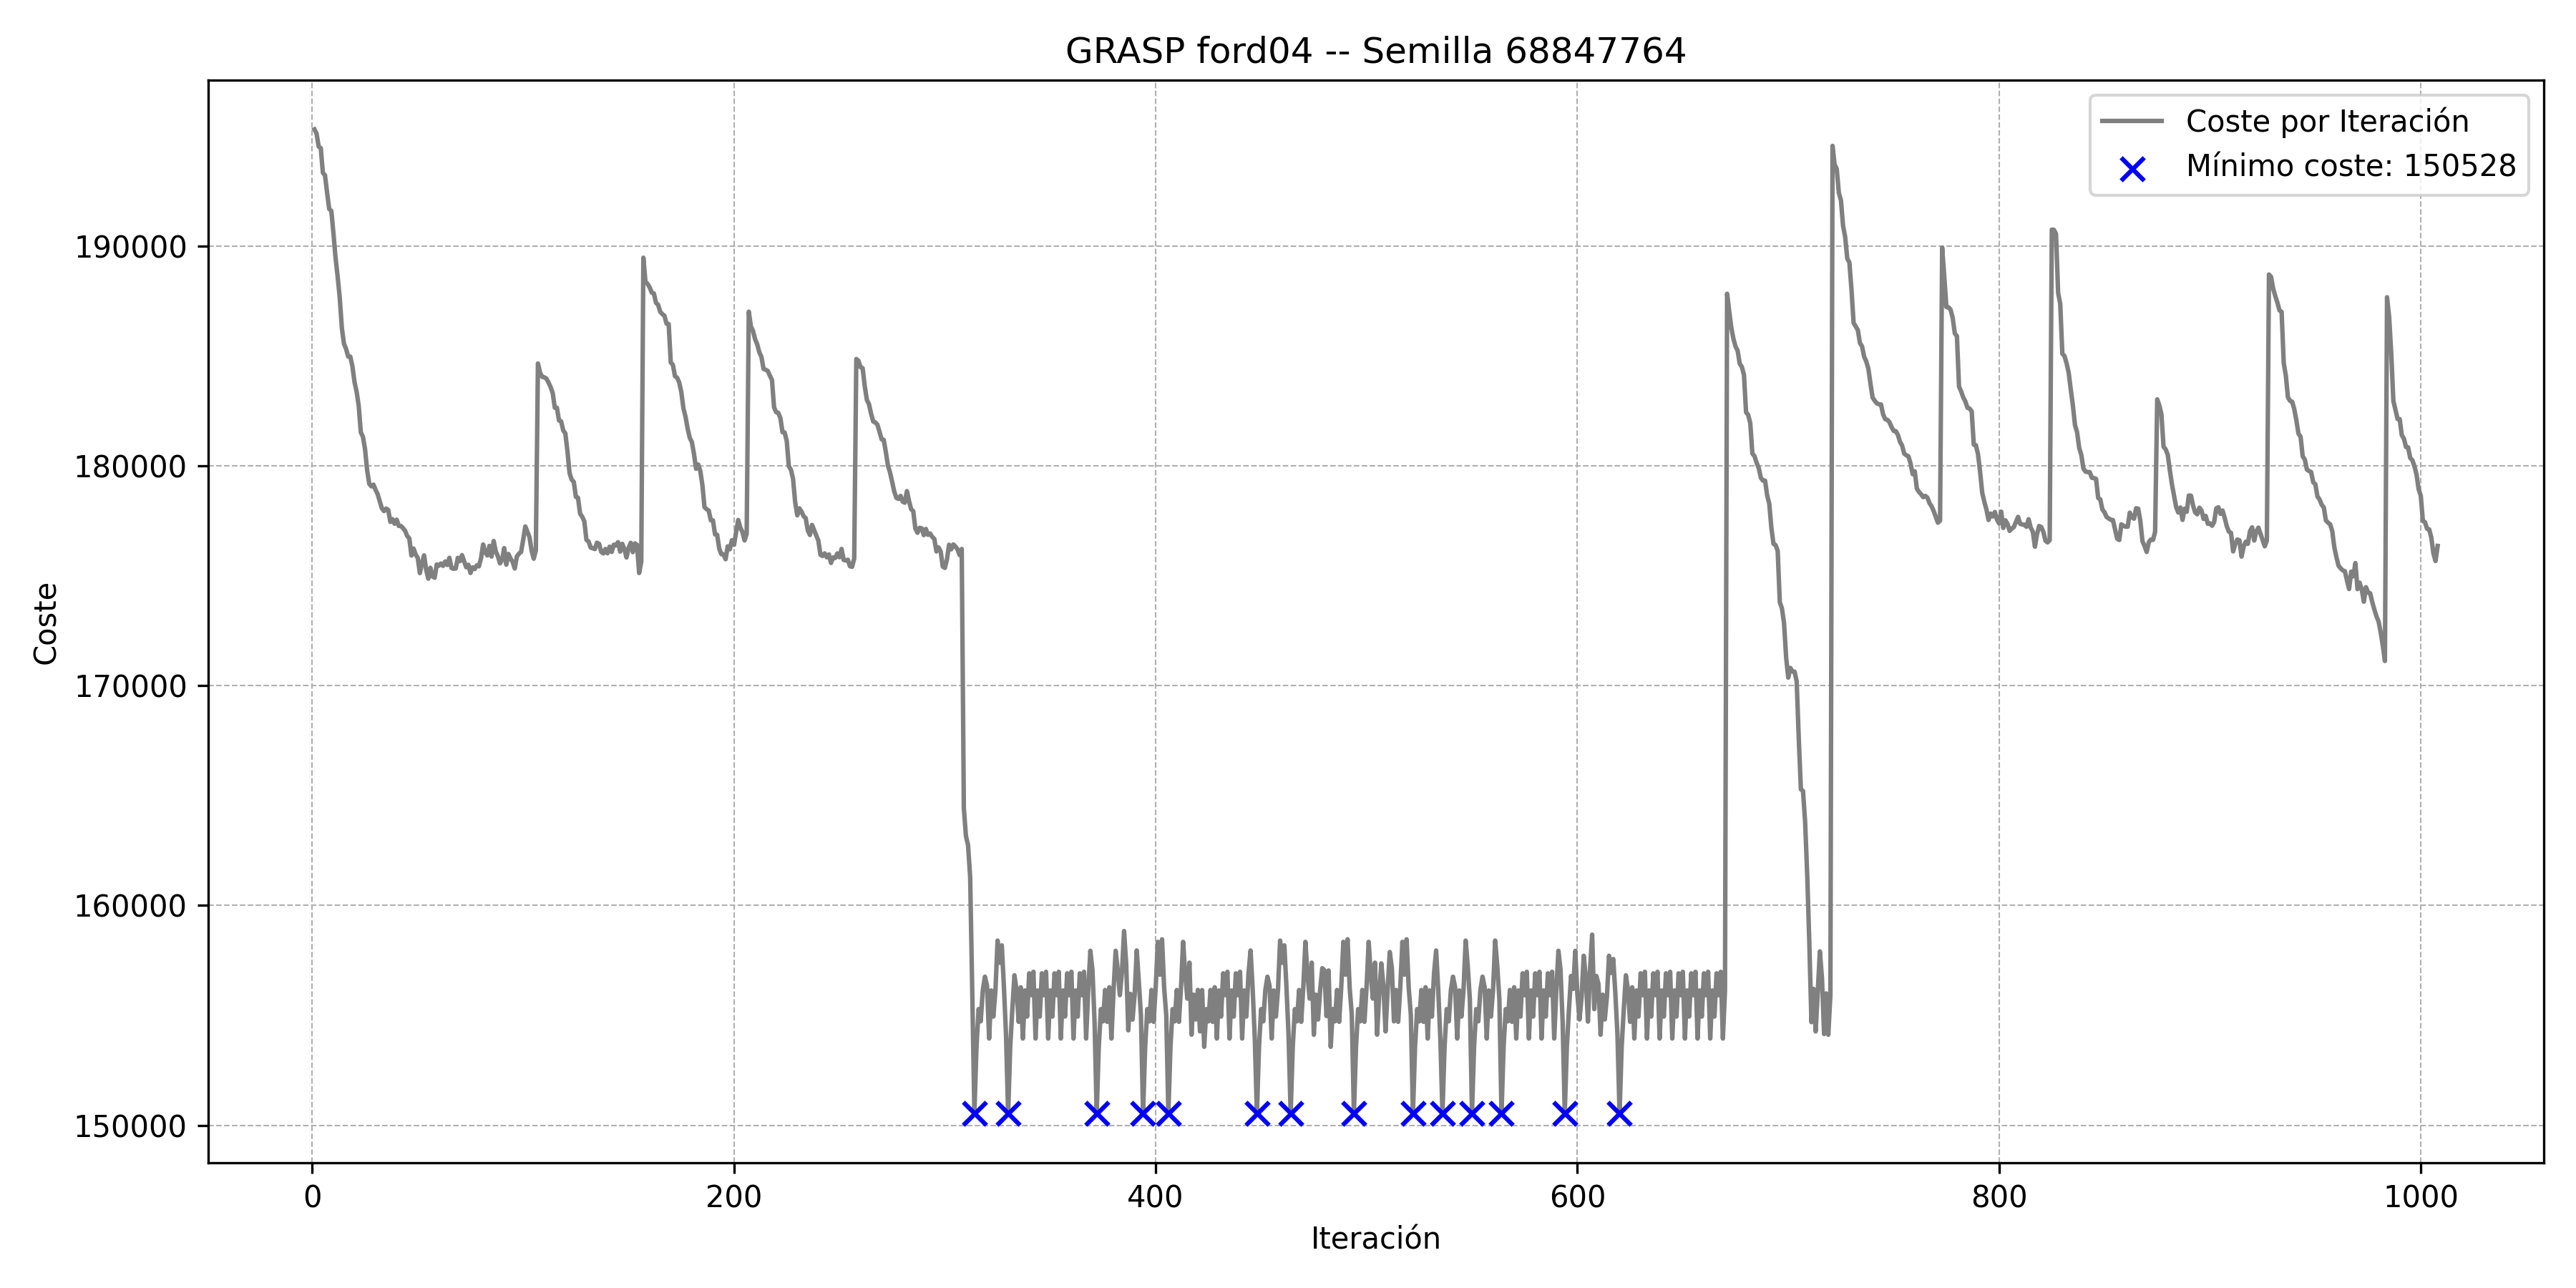 GRASP ford04 -- Semilla 68847764
Coste por Iteración
Mínimo coste: 150528
190000
180000
170000
160000
150000
Coste
0
200
400
600
800
1000
Iteración